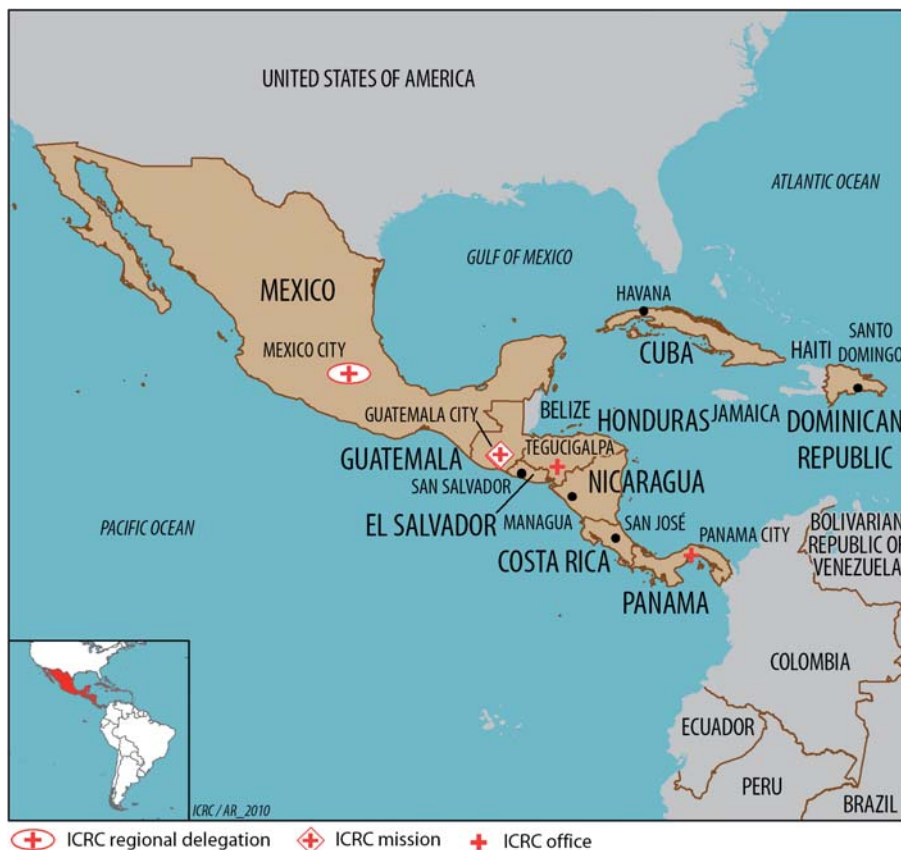 UNITED STATES OF AMERICA
ATLANTIC OCEAN
GULF OF MEXICO
MEXICO
HAVANA
MEXICO CITY
CUBA
HAITI
SANTO
DOMINGO
GUATEMALA CITY
BELIZE
HONDURAS
JAMAICA
DOMINICAN
REPUBLIC
GUATEMALA
TEGUCIGALPA
SAN SALVADOR
NICARAGUA
PACIFIC OCEAN
EL SALVADOR
MANAGUA
SAN JOSÉ
PANAMA CITY
BOLIVARIAN
REPUBLIC OF
VENEZUELA
COSTA RICA
PANAMA
COLOMBIA
ECUADOR
PERU
BRAZIL
ICRC / AR_2010
ICRC regional delegation ICRC mission ICRC office